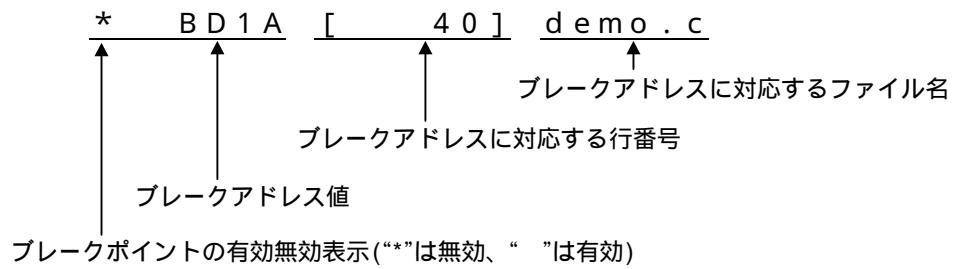 * BD1A [ 40] demo.c
ブレークアドレスに対応するファイル名
ブレークアドレスに対応する行番号
ブレークアドレス値
ブレークポイントの有効無効表示(“*”は無効、“ ”は有効)